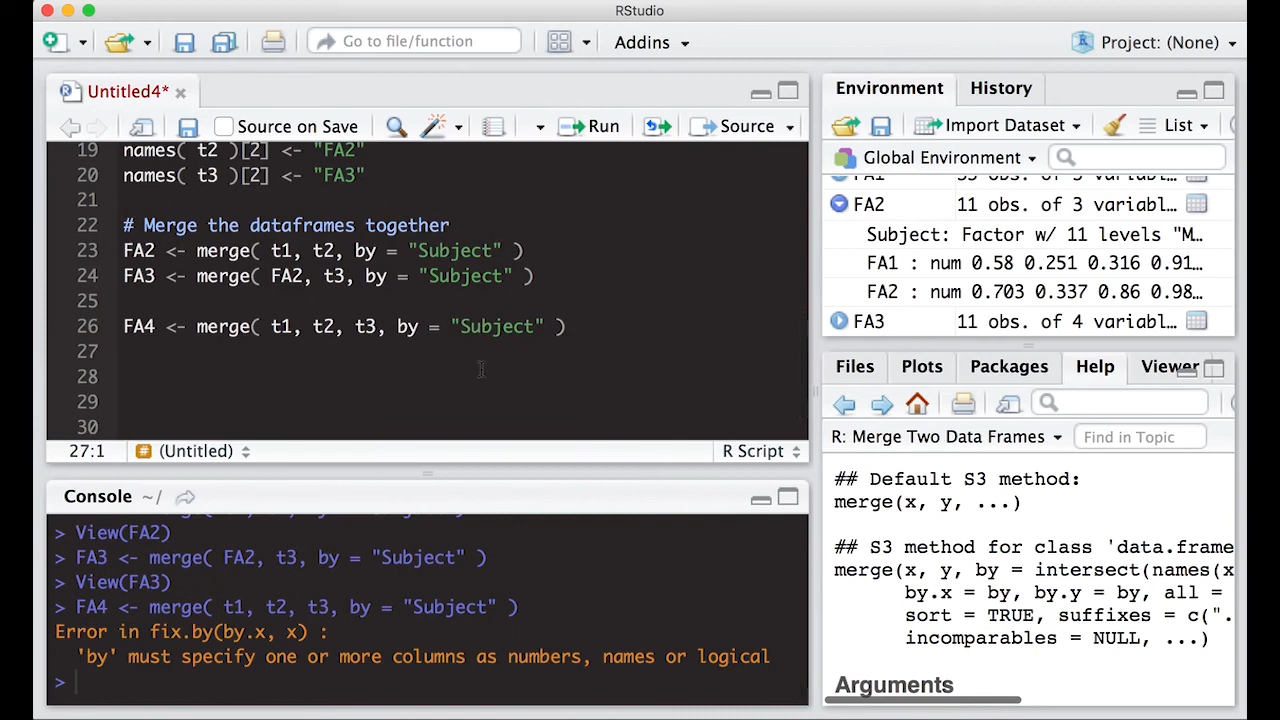 RStudio
Go to file/function
Addins
Project: (None)
Untitled4*
Source on Save
Run
Source
19 names( t2 )[2] <- "FA2"
20 names( t3 )[2] <- "FA3"
21
22 # Merge the dataframes together
23 FA2 <- merge( t1, t2, by = "Subject" )
24 FA3 <- merge( FA2, t3, by = "Subject" )
25
26 FA4 <- merge( t1, t2, t3, by = "Subject" )
27
28
29
30
27:1 # (Untitled) R Script
Console ~/
> View(FA2)
> FA3 <- merge( FA2, t3, by = "Subject" )
> View(FA3)
> FA4 <- merge( t1, t2, t3, by = "Subject" )
Error in fix.by(by.x, x) :
'by' must specify one or more columns as numbers, names or logical
>
Environment History
Import Dataset
List
Global Environment
FA2 11 obs. of 3 variabl…
Subject: Factor w/ 11 levels "M…
FA1 : num 0.58 0.251 0.316 0.91…
FA2 : num 0.703 0.337 0.86 0.98…
FA3 11 obs. of 4 variabl…
Files Plots Packages Help Viewer
R: Merge Two Data Frames
Find in Topic
## Default S3 method:
merge(x, y, ...)
## S3 method for class 'data.frame
merge(x, y, by = intersect(names(x
by.x = by, by.y = by, all =
sort = TRUE, suffixes = c(".
incomparables = NULL, ...)
Arguments